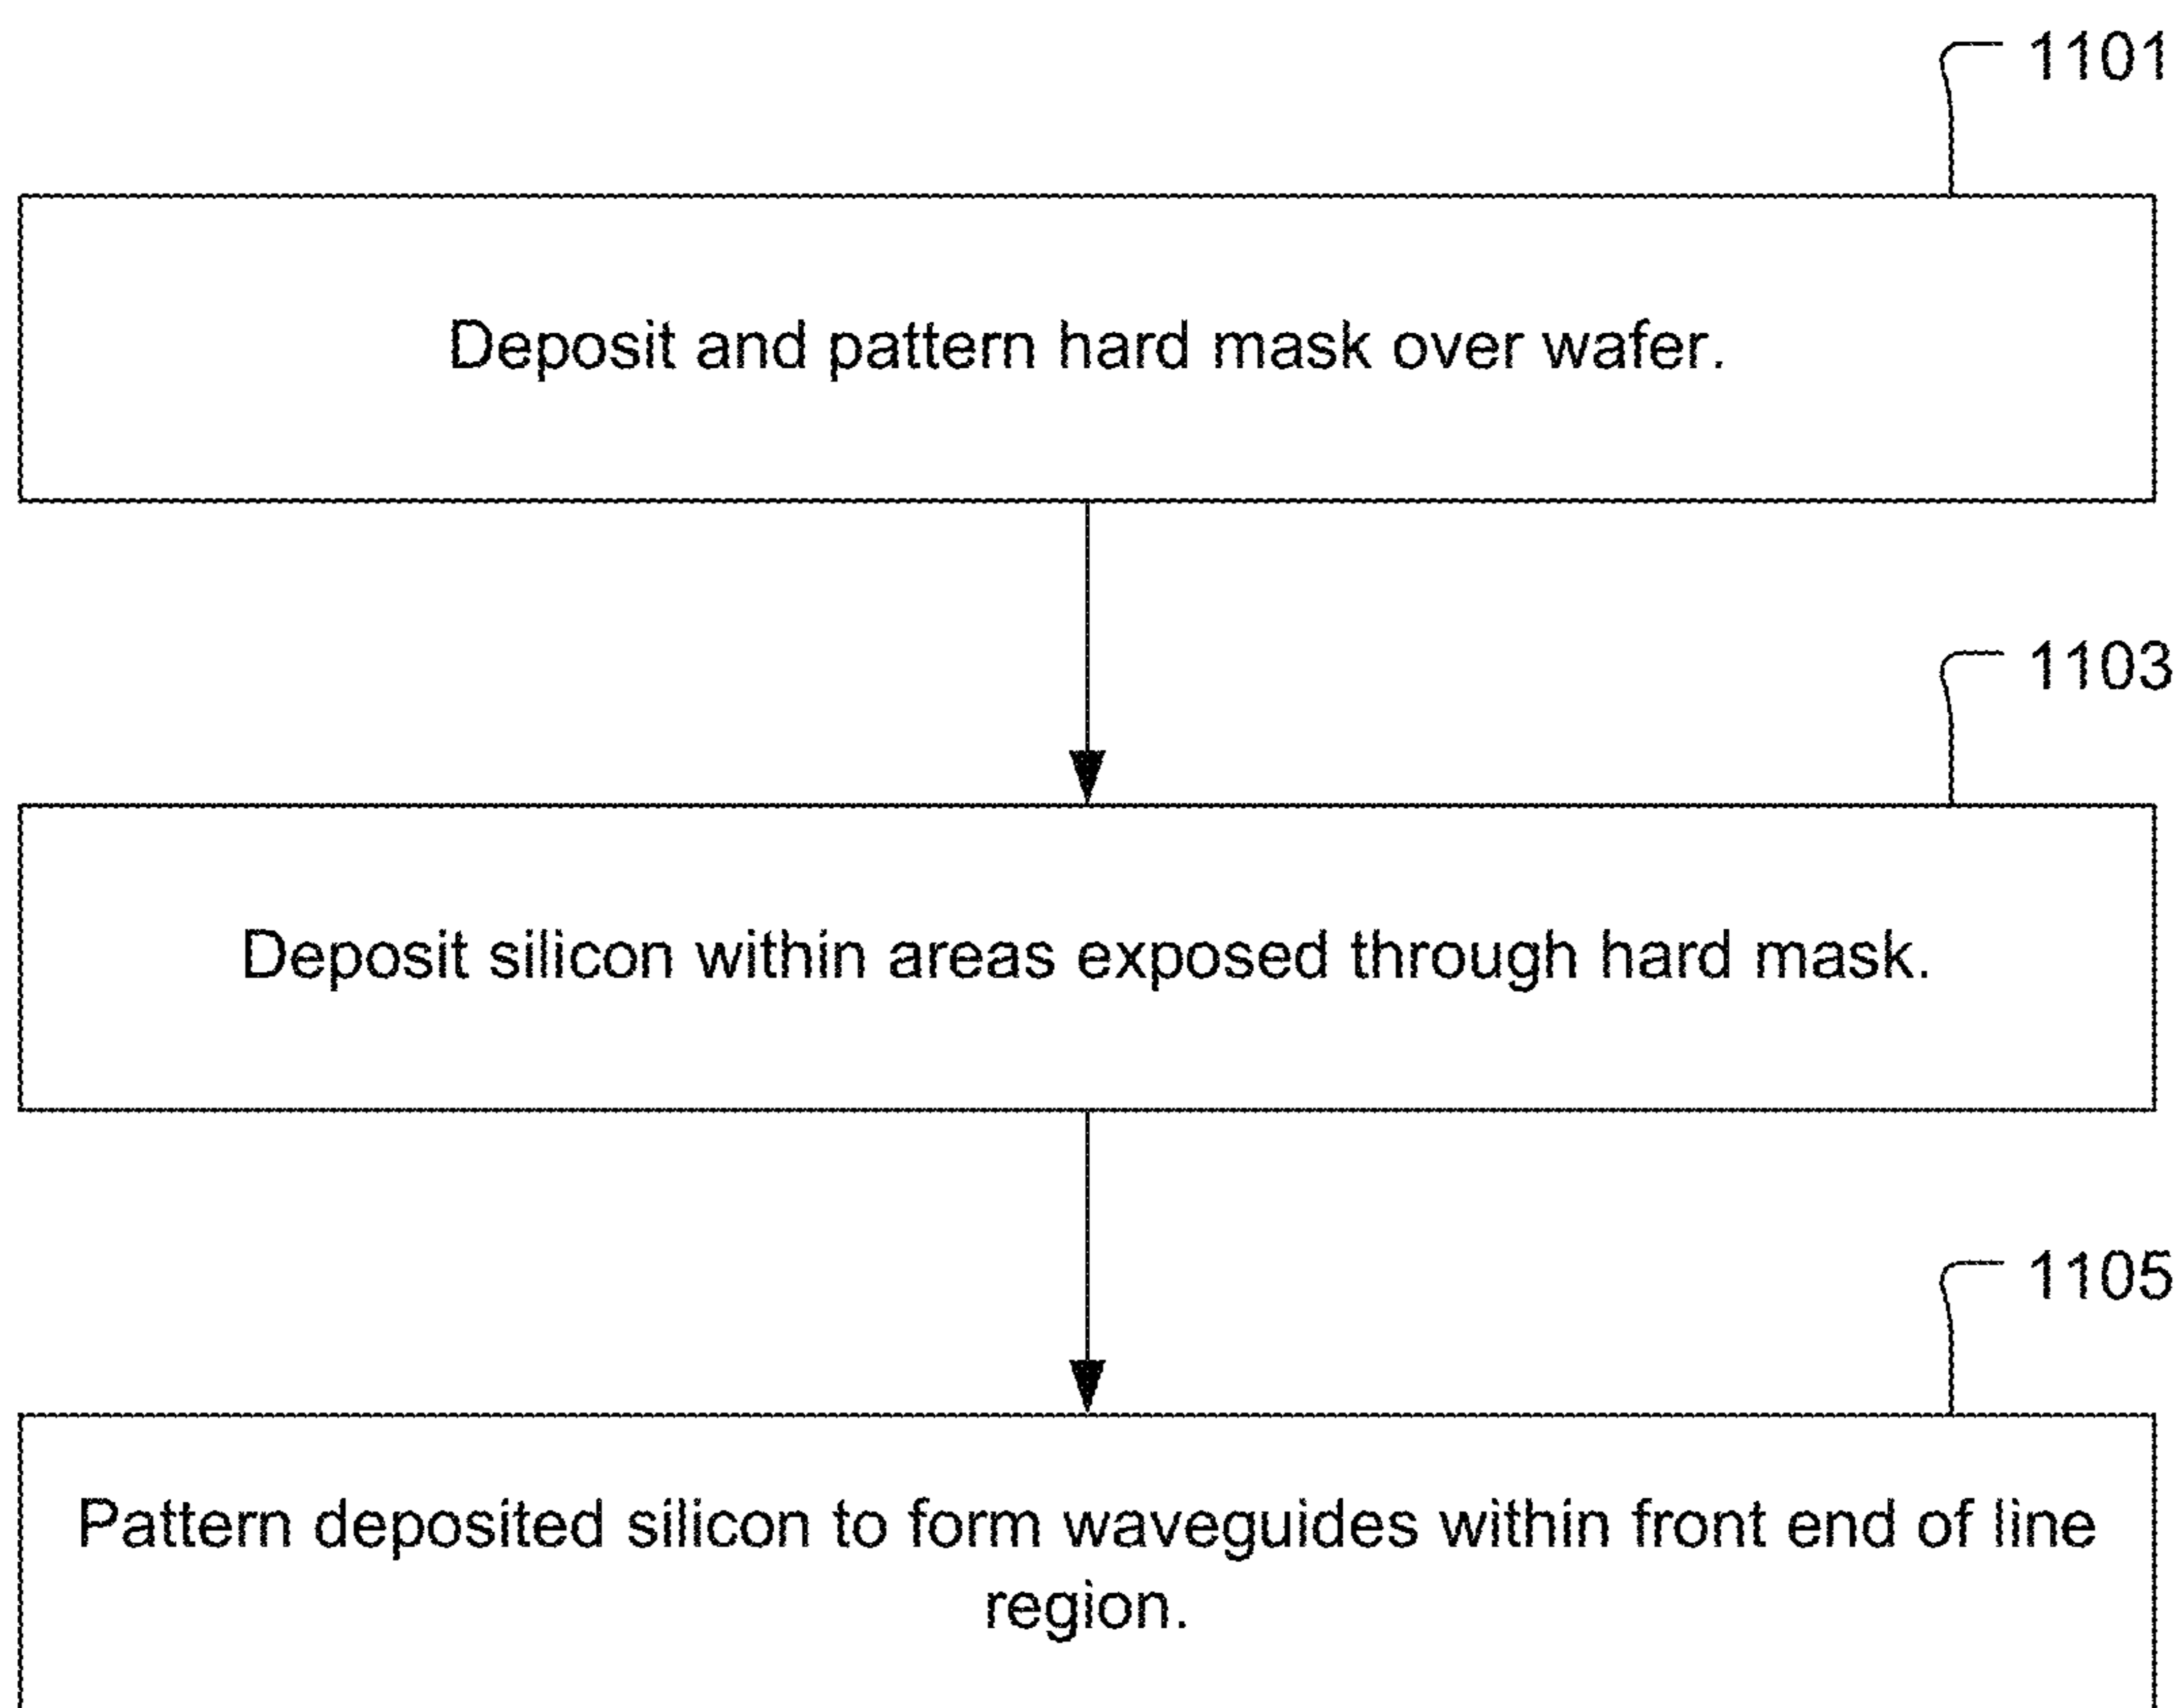 1101
Deposit and pattern hard mask over wafer.
1103
Deposit silicon within areas exposed through hard mask.
1105
Pattern deposited silicon to form waveguides within front end of line
region.